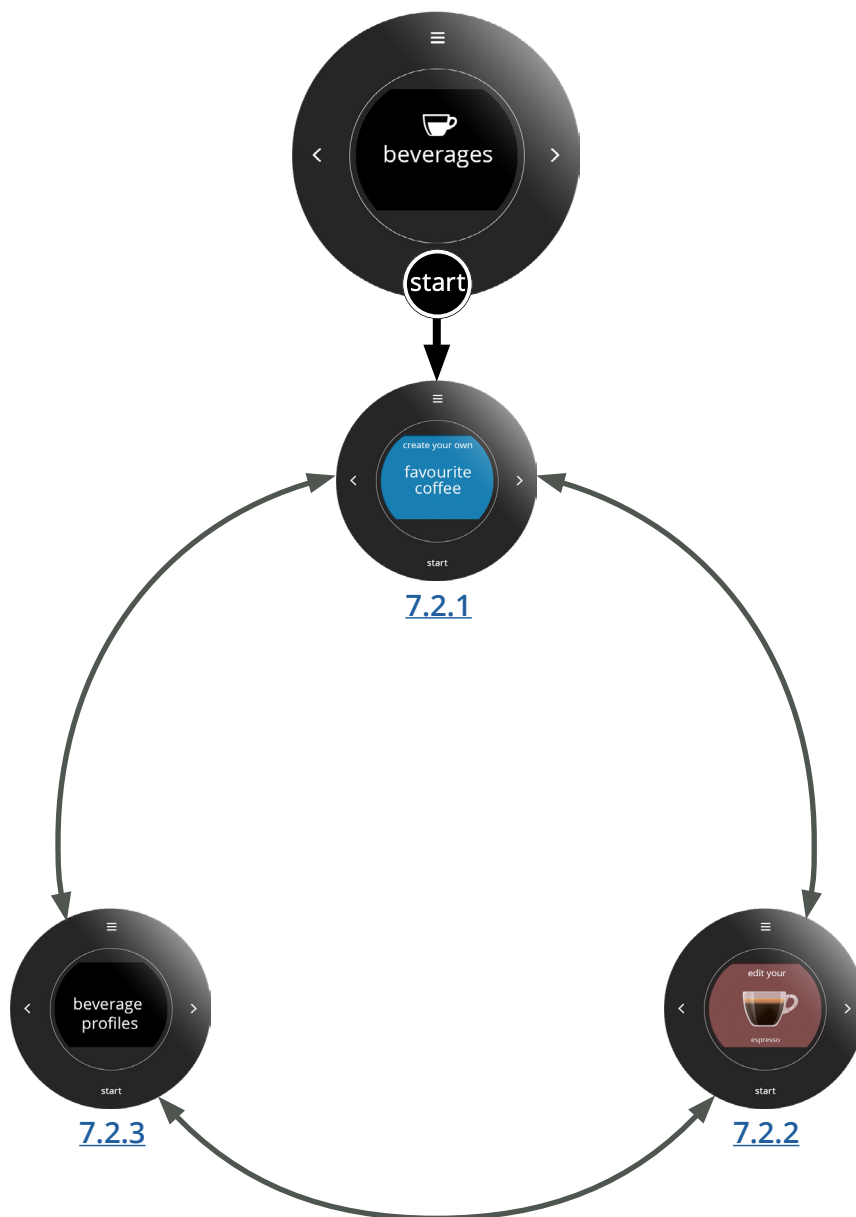 beverages
start
create your own
favourite
coffee
start
7.2.1
beverage
profiles
start
7.2.3
edit your
espresso
start
7.2.2